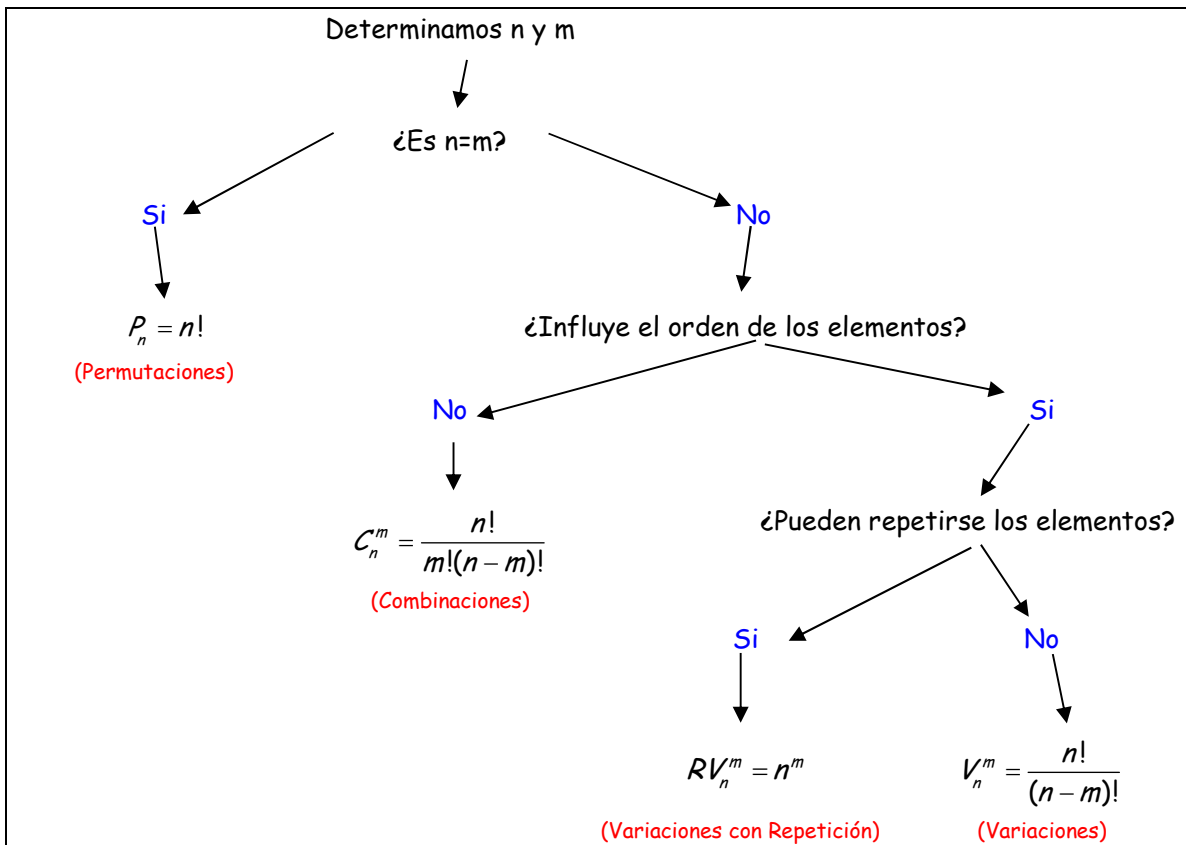 Determinamos n y m
¿Es n=m?
Si
No
P_n = n!
(Permutaciones)
¿Influye el orden de los elementos?
No
Si
C_n^m = n! / m!(n − m)!
(Combinaciones)
¿Pueden repetirse los elementos?
Si
No
RV_n^m = n^m
(Variaciones con Repetición)
V_n^m = n! / (n − m)!
(Variaciones)